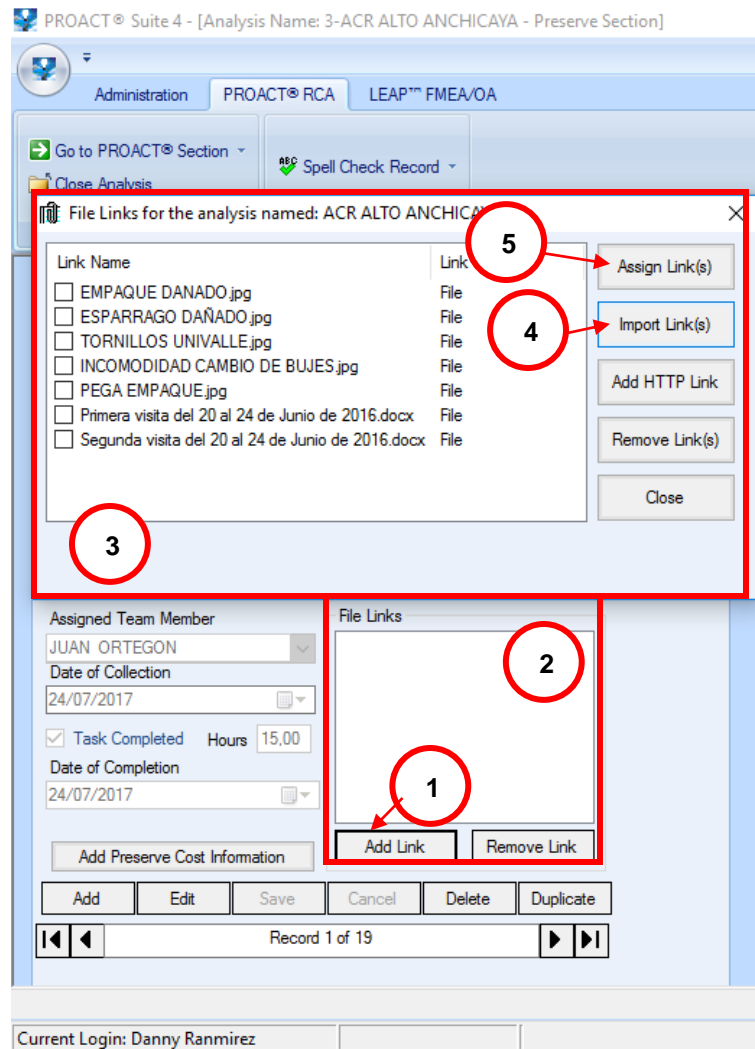 PROACT® Suite 4 - [Analysis Name: 3-ACR ALTO ANCHICAYA - Preserve Section]
Administration PROACT® RCA LEAP™ FMEA/OA
Go to PROACT® Section
ABC Spell Check Record
Close Analysis
File Links for the analysis named: ACR ALTO
5
Link Name Link
Assign Link(s)
EMPAQUE DANADO.jpg File
ESPARRAGO DAÑADO.jpg File
4
Import Link(s)
TORNILLOS UNIVALLE.jpg File
INCOMODIDAD CAMBIO DE BUJES.jpg File
Add HTTP Link
PEGA EMPAQUE.jpg File
Primera visita del 20 al 24 de Junio de 2016.docx File
Segunda visita del 20 al 24 de Junio de 2016.docx File
Remove Link(s)
Close
3
Assigned Team Member File Links
JUAN ORTEGON
2
Date of Collection
24/07/2017
Task Completed Hours 15,00
Date of Completion
1
24/07/2017
Add Preserve Cost Information Add Link Remove Link
Add Edit Save Cancel Delete Duplicate
Record 1 of 19
Current Login: Danny Ranmirez